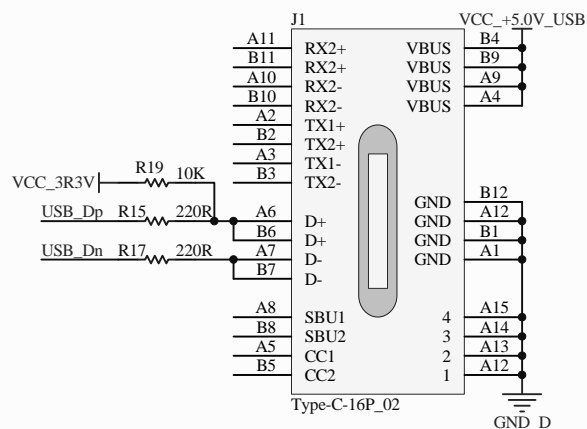 J1 VCC_+5.0V_USB
A11 RX2+ VBUS B4
B11 RX2+ VBUS B9
A10 RX2- VBUS A9
B10 RX2- VBUS A4
A2 TX1+
B2 TX2+
A3 TX1-
B3 TX2-
VCC_3R3V R19 10K
GND B12
USB_Dp R15 220R A6 D+ GND A12
B6 D+ GND B1
USB_Dn R17 220R A7 D- GND A1
B7 D-
A8 SBU1 4 A15
B8 SBU2 3 A14
A5 CC1 2 A13
B5 CC2 1 A12
Type-C-16P_02
GND_D